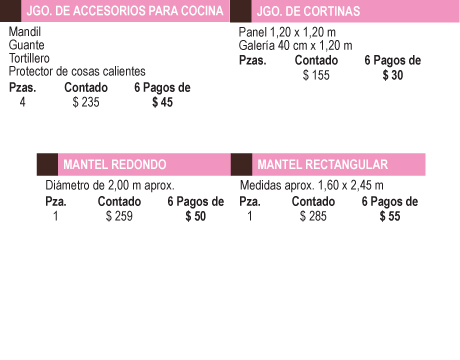 JGO. DE ACCESORIOS PARA COCINA
Mandil
Guante
Tortillero
Protector de cosas calientes
Pzas. Contado 6 Pagos de
4 $ 235 $ 45
JGO. DE CORTINAS
Panel 1,20 x 1,20 m
Galería 40 cm x 1,20 m
Pzas. Contado 6 Pagos de
$ 155 $ 30
MANTEL REDONDO
Diámetro de 2,00 m aprox.
Pza. Contado 6 Pagos de
1 $ 259 $ 50
MANTEL RECTANGULAR
Medidas aprox. 1,60 x 2,45 m
Pza. Contado 6 Pagos de
1 $ 285 $ 55